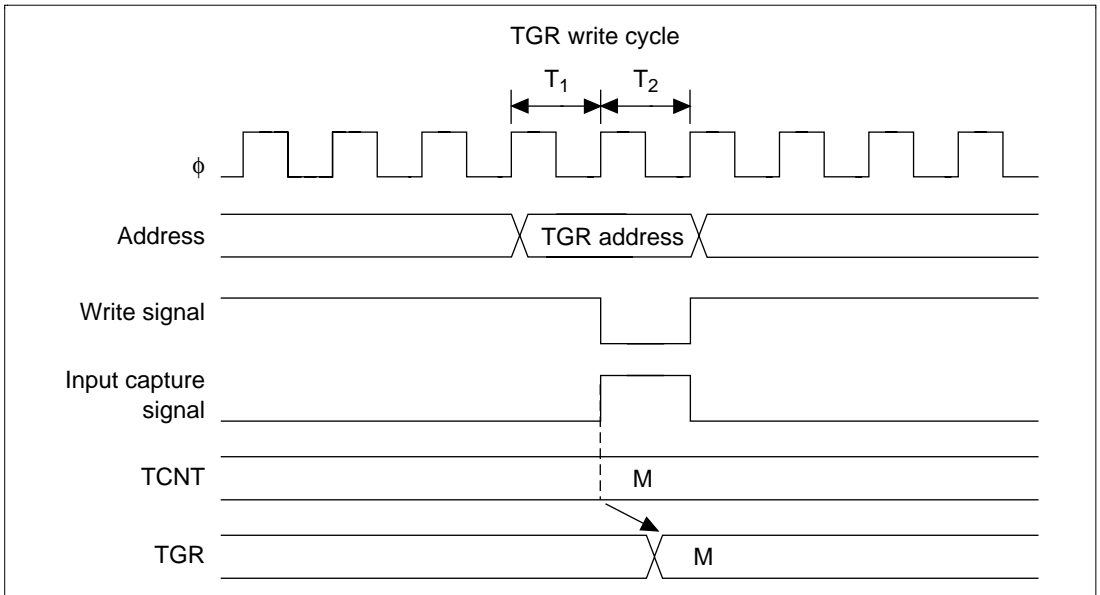 TGR write cycle
T1 T2
ϕ
Address
TGR address
Write signal
Input capture
signal
TCNT
M
TGR
M